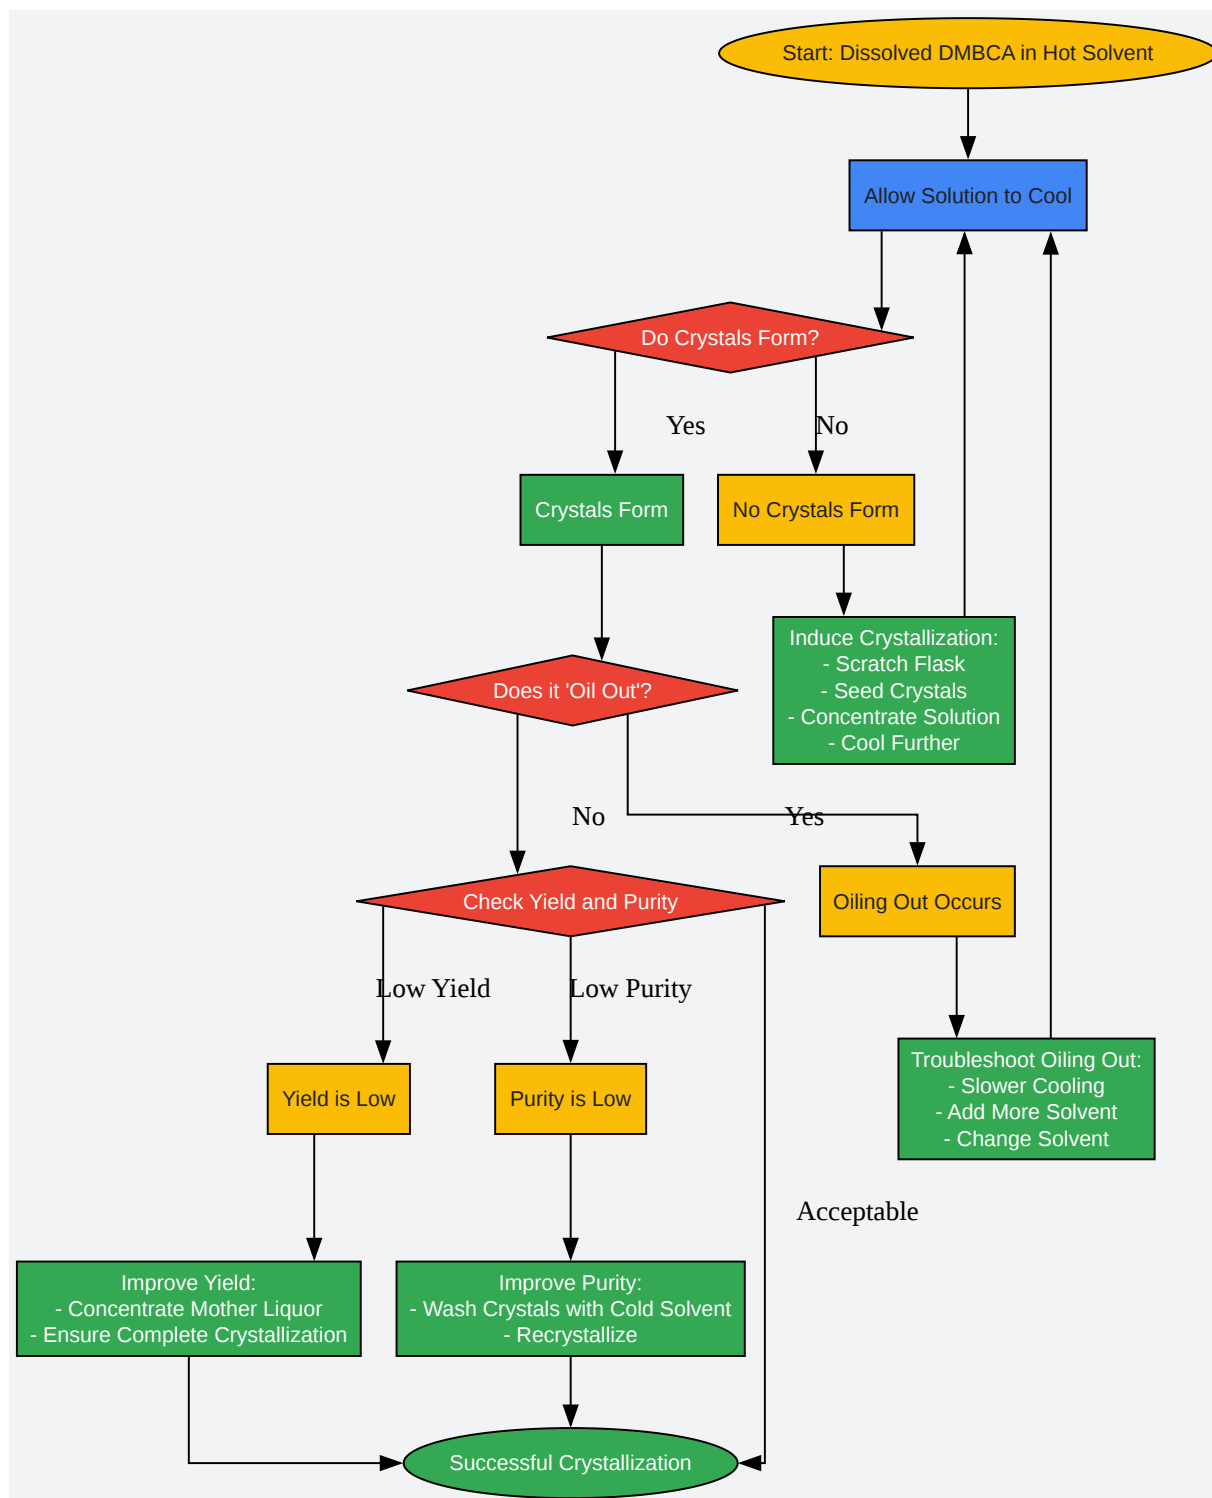 Start: Dissolved DMBCA in Hot Solvent
Allow Solution to Cool
Do Crystals Form?
Yes
No
Crystals Form
No Crystals Form
Induce Crystallization:
- Scratch Flask
- Seed Crystals
- Concentrate Solution
- Cool Further
Does it 'Oil Out'?
No
Yes
Check Yield and Purity
Oiling Out Occurs
Low Yield
Low Purity
Troubleshoot Oiling Out:
- Slower Cooling
- Add More Solvent
- Change Solvent
Yield is Low
Purity is Low
Acceptable
Improve Yield:
- Concentrate Mother Liquor
- Ensure Complete Crystallization
Improve Purity:
- Wash Crystals with Cold Solvent
- Recrystallize
Successful Crystallization